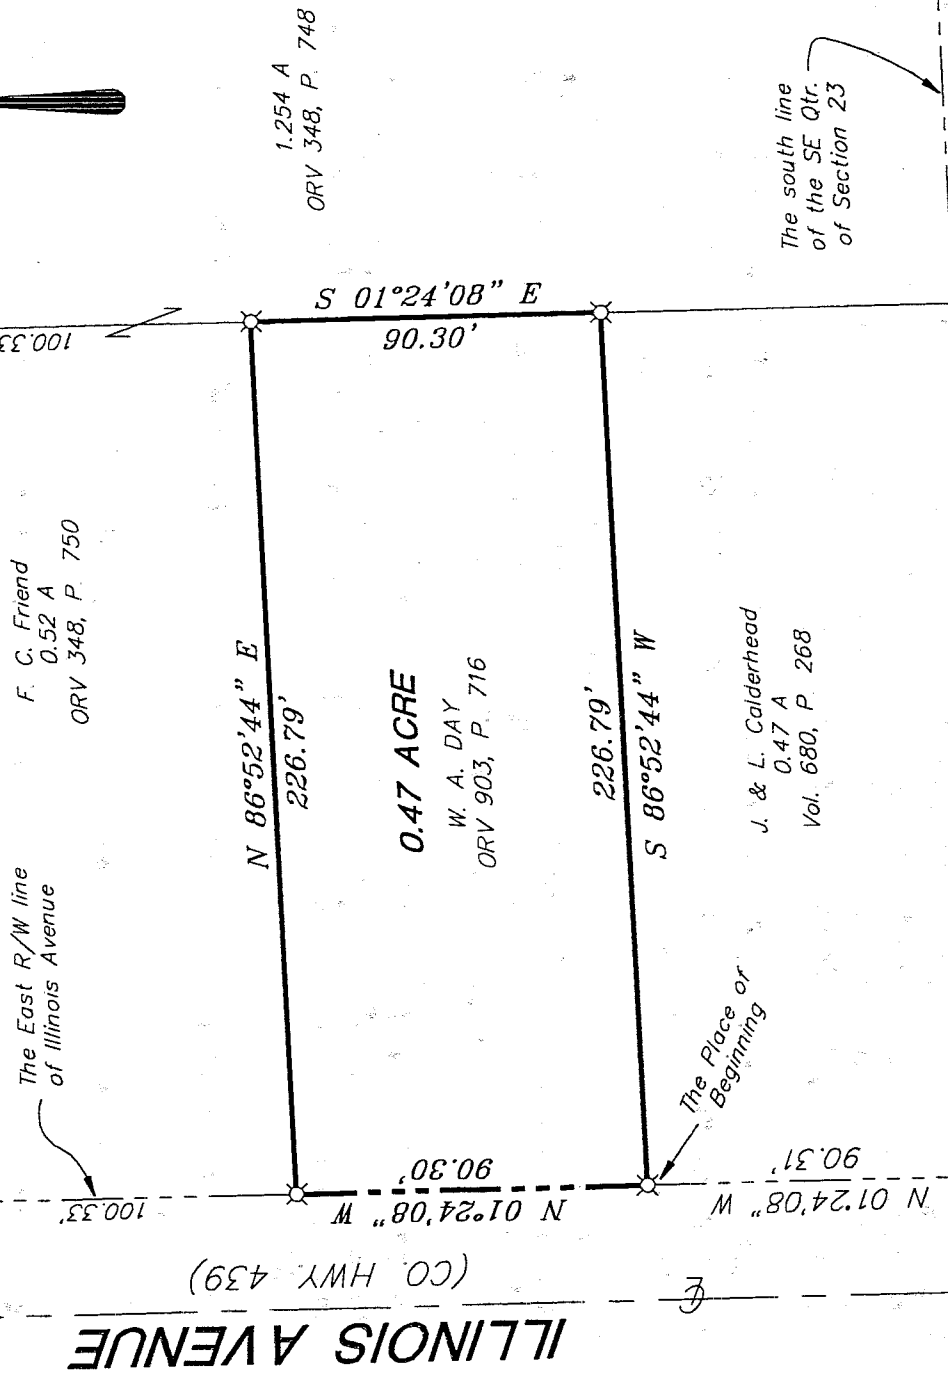 1.254 A
ORV 348, P. 748
The south line
of the SE Qtr.
of Section 23
100.33
S 01°24'08" E
90.30'
F. C. Friend
0.52 A
ORV 348, P. 750
N 86°52'44" E
226.79'
0.47 ACRE
W. A. DAY
ORV 903, P. 716
226.79'
S 86°52'44" W
J. & L. Calderhead
0.47 A
Vol. 680, P. 268
The East R/W line
of Illinois Avenue
The Place of
Beginning
100.33'
90.30'
N 01°24'08" W
90.31'
N 01°24'08" W
(CO. HWY. 439)
ILLINOIS AVENUE